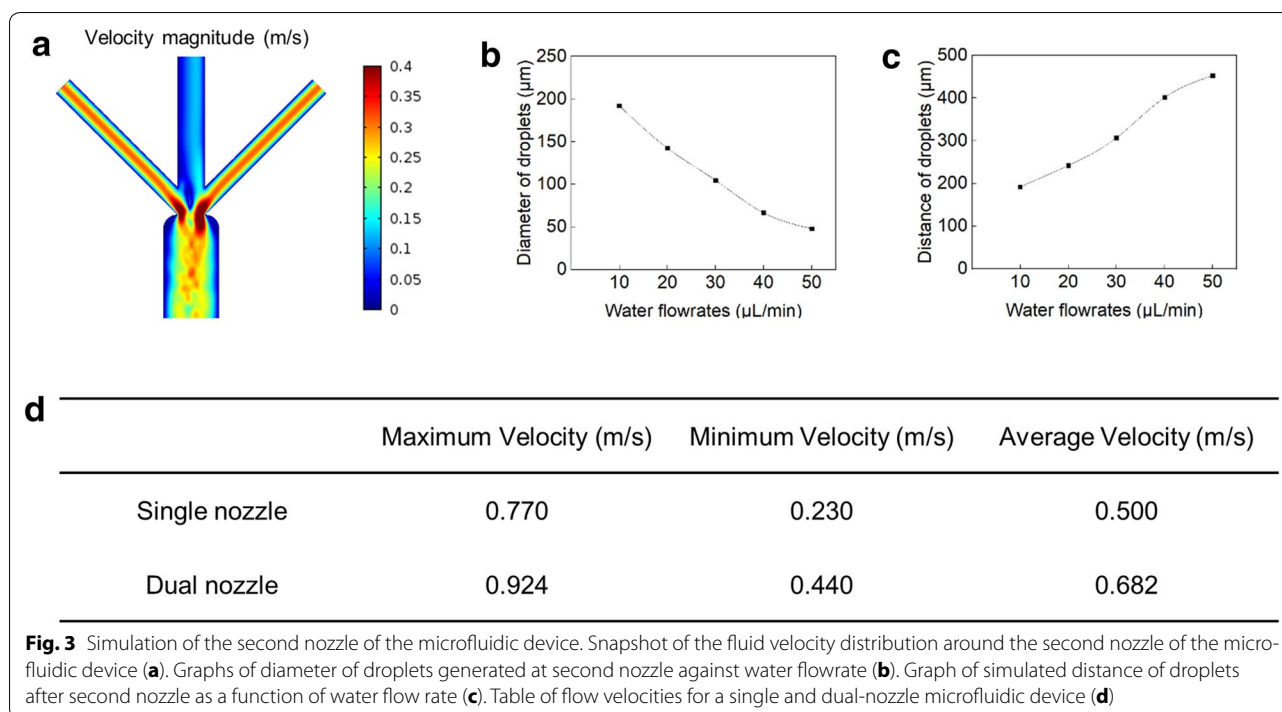 a
Velocity magnitude (m/s)
0.4
0.35
0.3
0.25
0.2
0.15
0.1
0.05
0
b
Diameter of droplets (µm)
250
200
150
100
50
0
10 20 30 40 50
Water flowrates (µL/min)
c
Distance of droplets (µm)
500
400
300
200
100
0
10 20 30 40 50
Water flowrates (µL/min)
d
Maximum Velocity (m/s) Minimum Velocity (m/s) Average Velocity (m/s)
Single nozzle 0.770 0.230 0.500
Dual nozzle 0.924 0.440 0.682
Fig. 3 Simulation of the second nozzle of the microfluidic device. Snapshot of the fluid velocity distribution around the second nozzle of the micro-
fluidic device (a). Graphs of diameter of droplets generated at second nozzle against water flowrate (b). Graph of simulated distance of droplets
after second nozzle as a function of water flow rate (c). Table of flow velocities for a single and dual-nozzle microfluidic device (d)